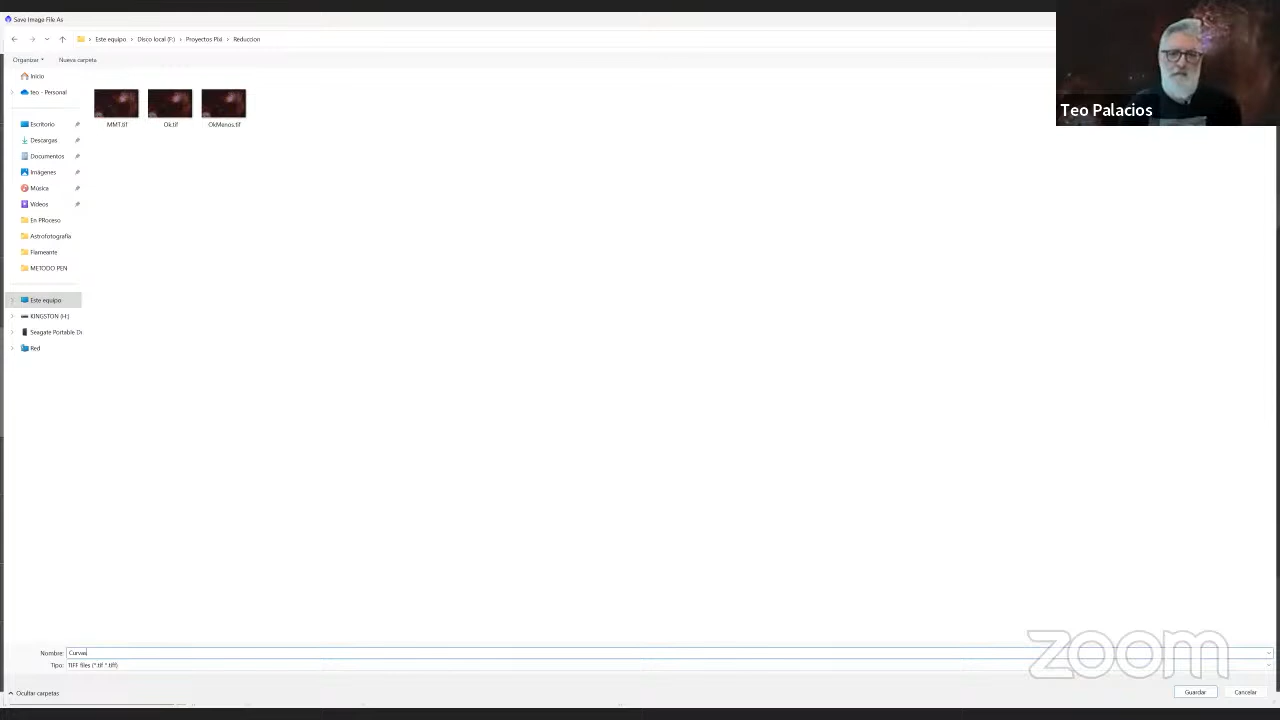 Save Image File As
Este equipo > Disco local (F:) > Proyectos Pixi > Reduccion
Organizar
Nueva carpeta
Inicio
teo - Personal
Escritorio
Descargas
Documentos
Imágenes
Música
Vídeos
En PRoceso
Astrofotografía
Flameante
METODO PEN
Este equipo
KINGSTON (H:)
Seagate Portable Dr
Red
MMT.tif
Ok.tif
OkMenos.tif
Teo Palacios
Nombre: Curvas
Tipo: TIFF files (*.tif *.tiff)
Ocultar carpetas
Guardar
Cancelar
zoom